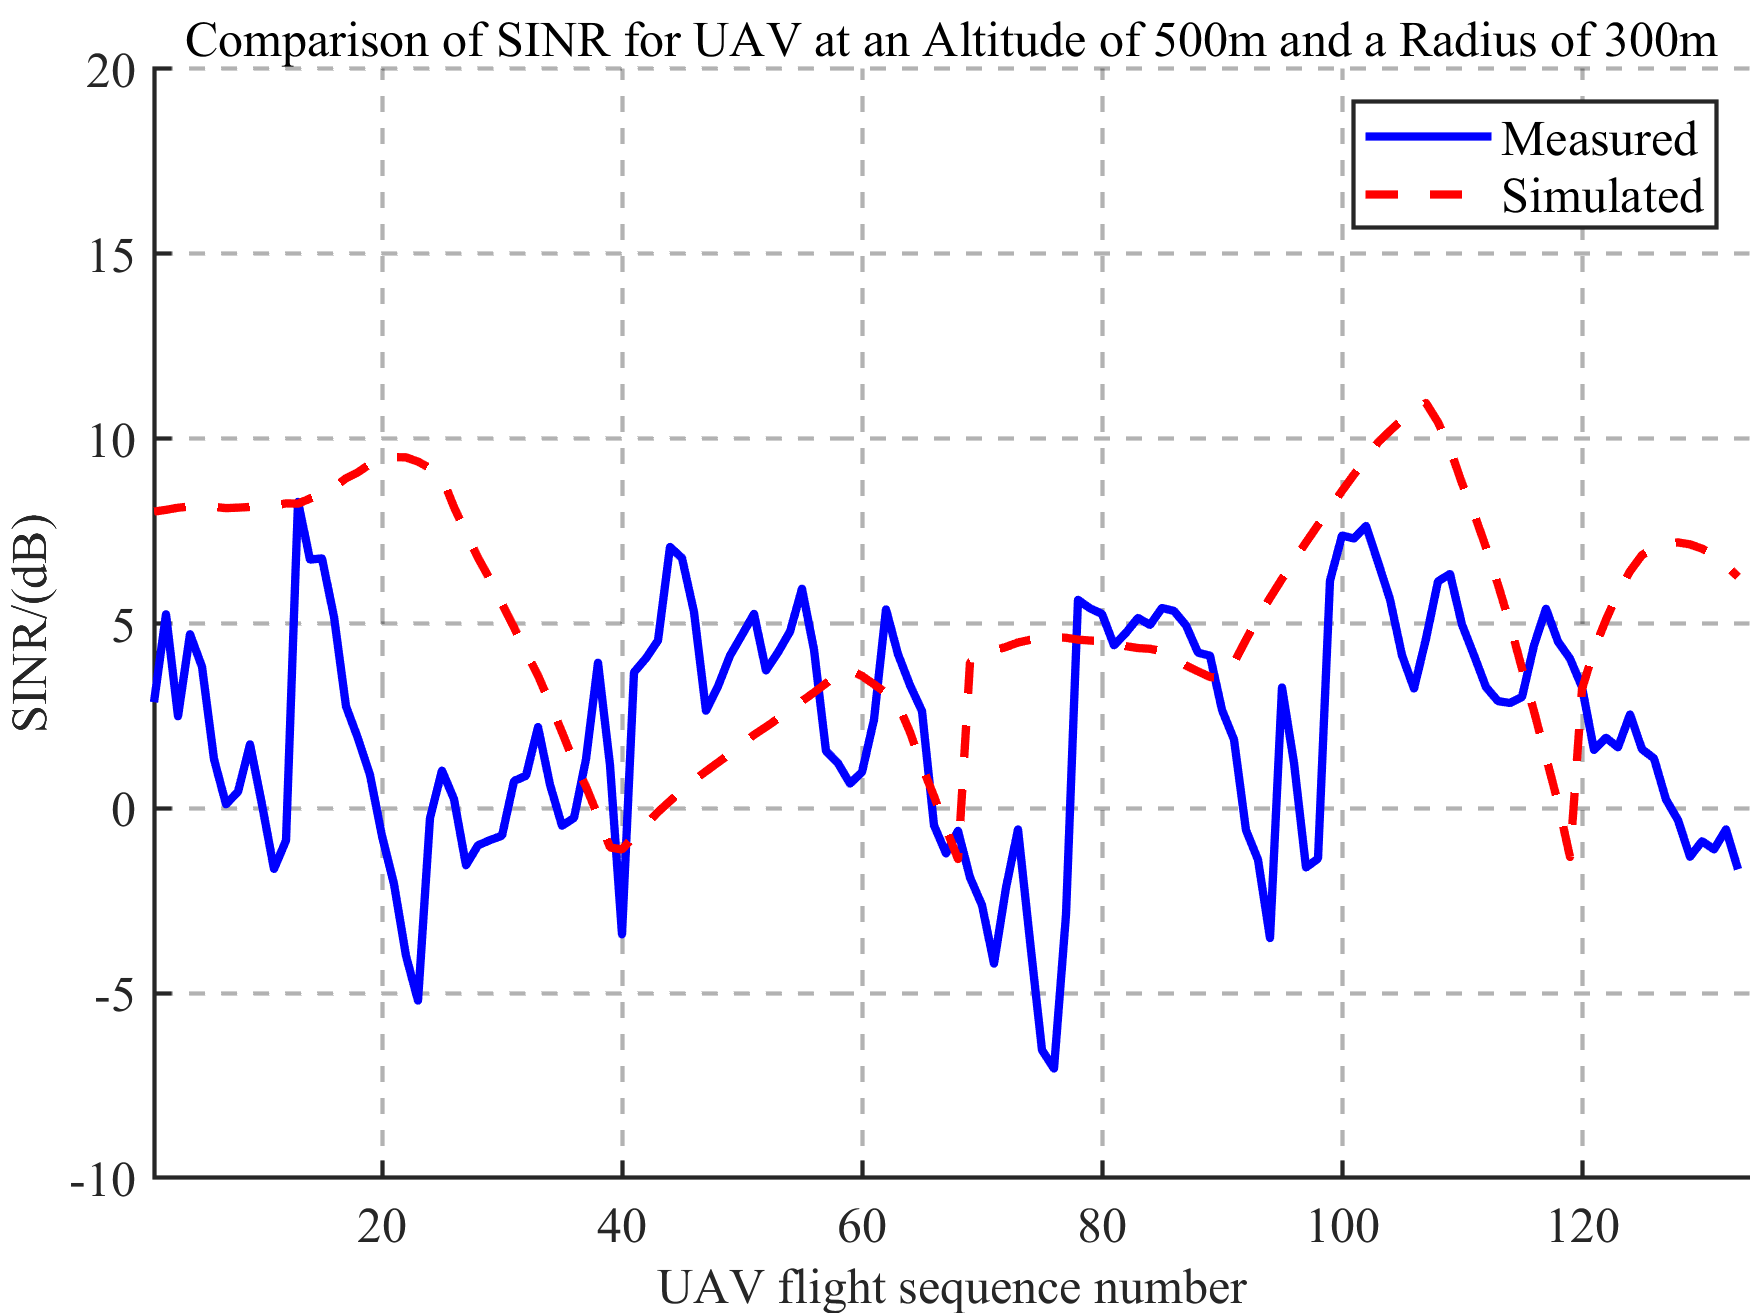 Comparison of SINR for UAV at an Altitude of 500m and a Radius of 300m
20
15
10
5
0
-5
-10
SINR/(dB)
Measured
Simulated
20 40 60 80 100 120
UAV flight sequence number